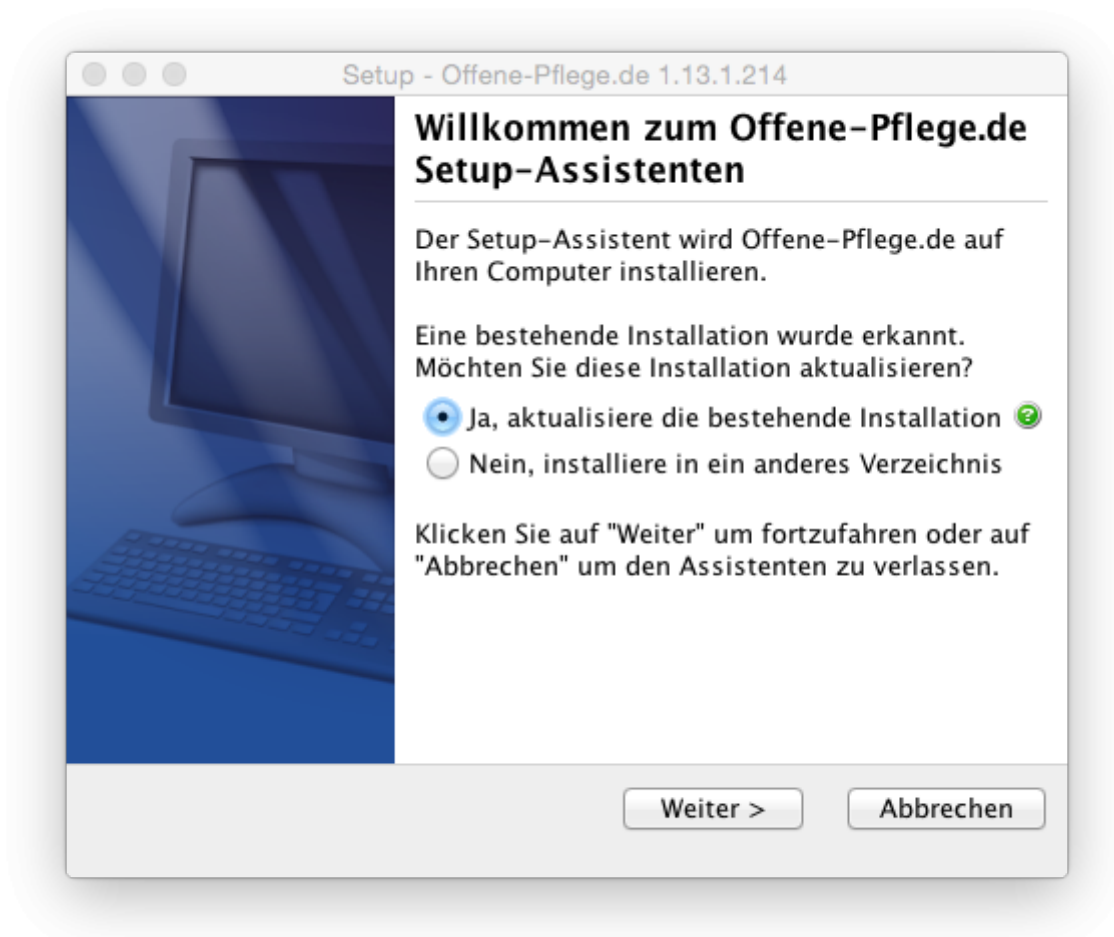 Setup - Offene-Pflege.de 1.13.1.214
Willkommen zum Offene-Pflege.de
Setup-Assistenten
Der Setup-Assistent wird Offene-Pflege.de auf
Ihren Computer installieren.
Eine bestehende Installation wurde erkannt.
Möchten Sie diese Installation aktualisieren?
Ja, aktualisiere die bestehende Installation ?
Nein, installiere in ein anderes Verzeichnis
Klicken Sie auf "Weiter" um fortzufahren oder auf
"Abbrechen" um den Assistenten zu verlassen.
Weiter > Abbrechen